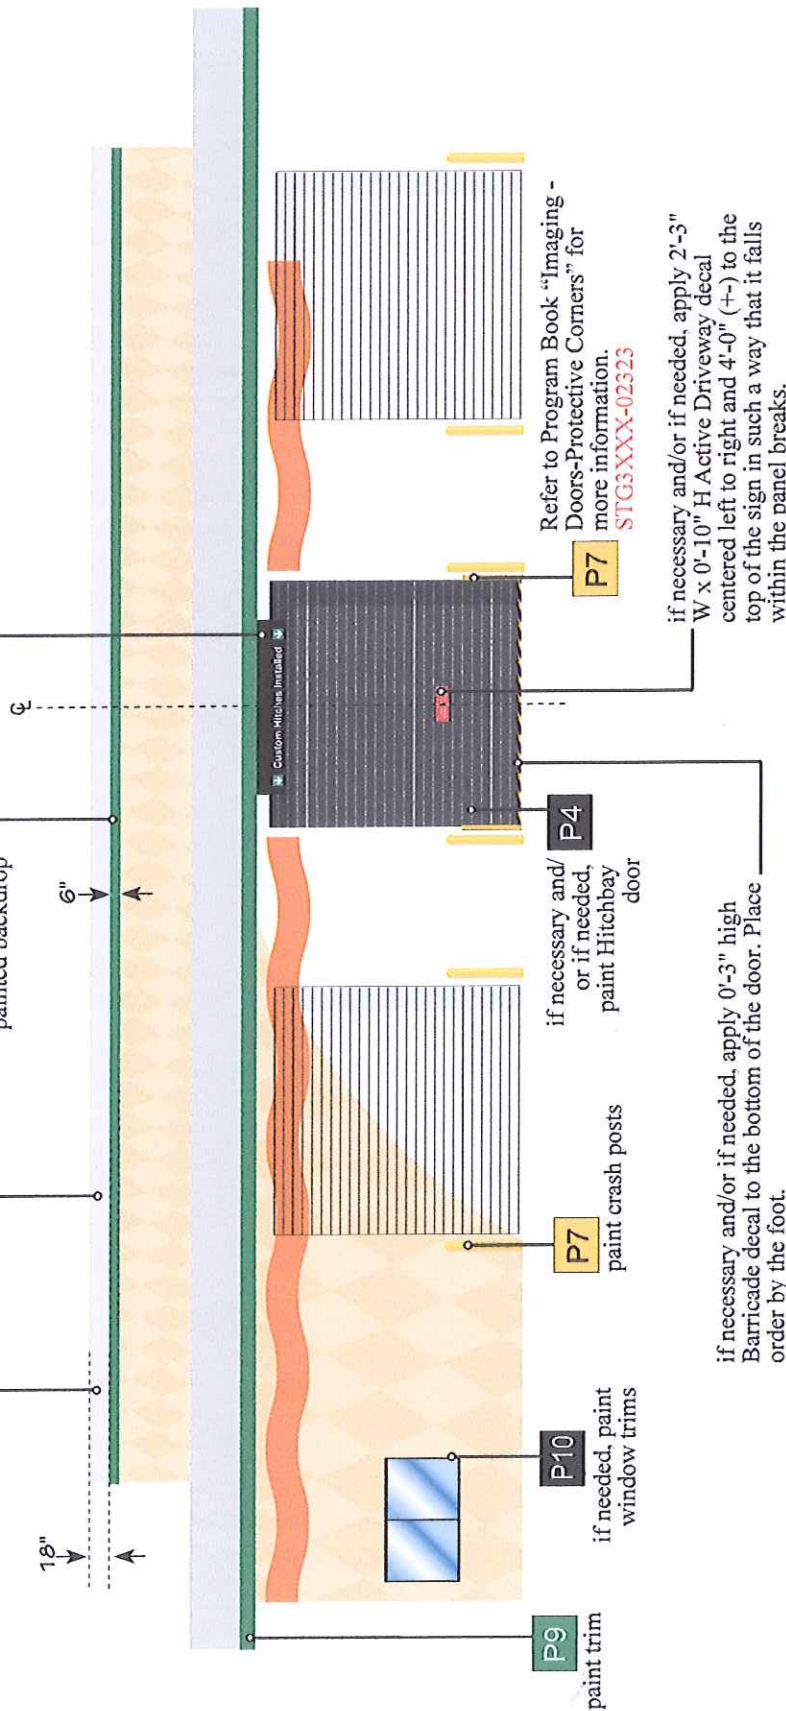 painted backdrop
18"
6"
CL
Custom Hitches Installed
P9
paint trim
P10
if needed, paint
window trims
P7
paint crash posts
P4
if necessary and/
or if needed,
paint Hitchbay
door
P7
Refer to Program Book "Imaging -
Doors-Protective Corners" for
more information.
STG3XXX-02323
if necessary and/or if needed, apply 0'-3" high
Barricade decal to the bottom of the door. Place
order by the foot.
if necessary and/or if needed, apply 2'-3"
W x 0'-10" H Active Driveway decal
centered left to right and 4'-0" (+-) to the
top of the sign in such a way that it falls
within the panel breaks.